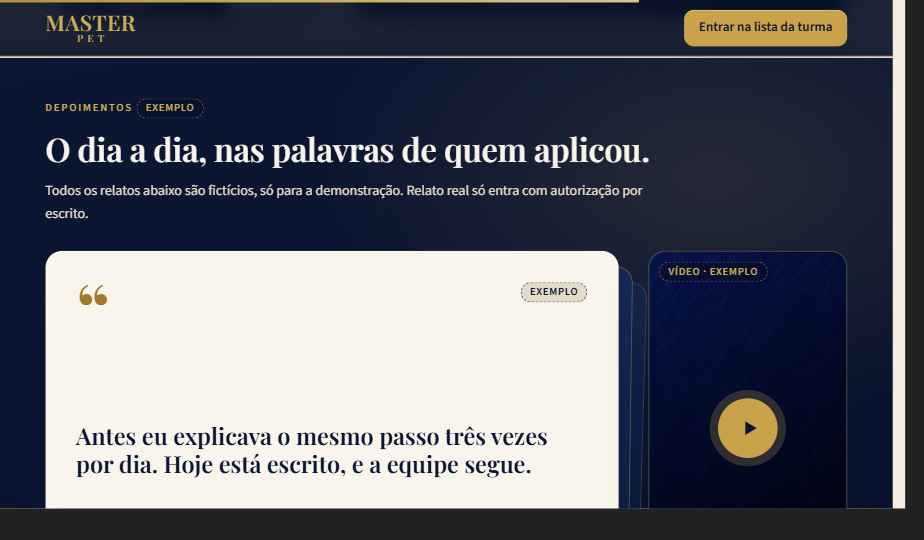 MASTER
PET
Entrar na lista da turma
DEPOIMENTOS EXEMPLO
O dia a dia, nas palavras de quem aplicou.
Todos os relatos abaixo são fictícios, só para a demonstração. Relato real só entra com autorização por
escrito.
“
EXEMPLO
VÍDEO · EXEMPLO
Antes eu explicava o mesmo passo três vezes
por dia. Hoje está escrito, e a equipe segue.